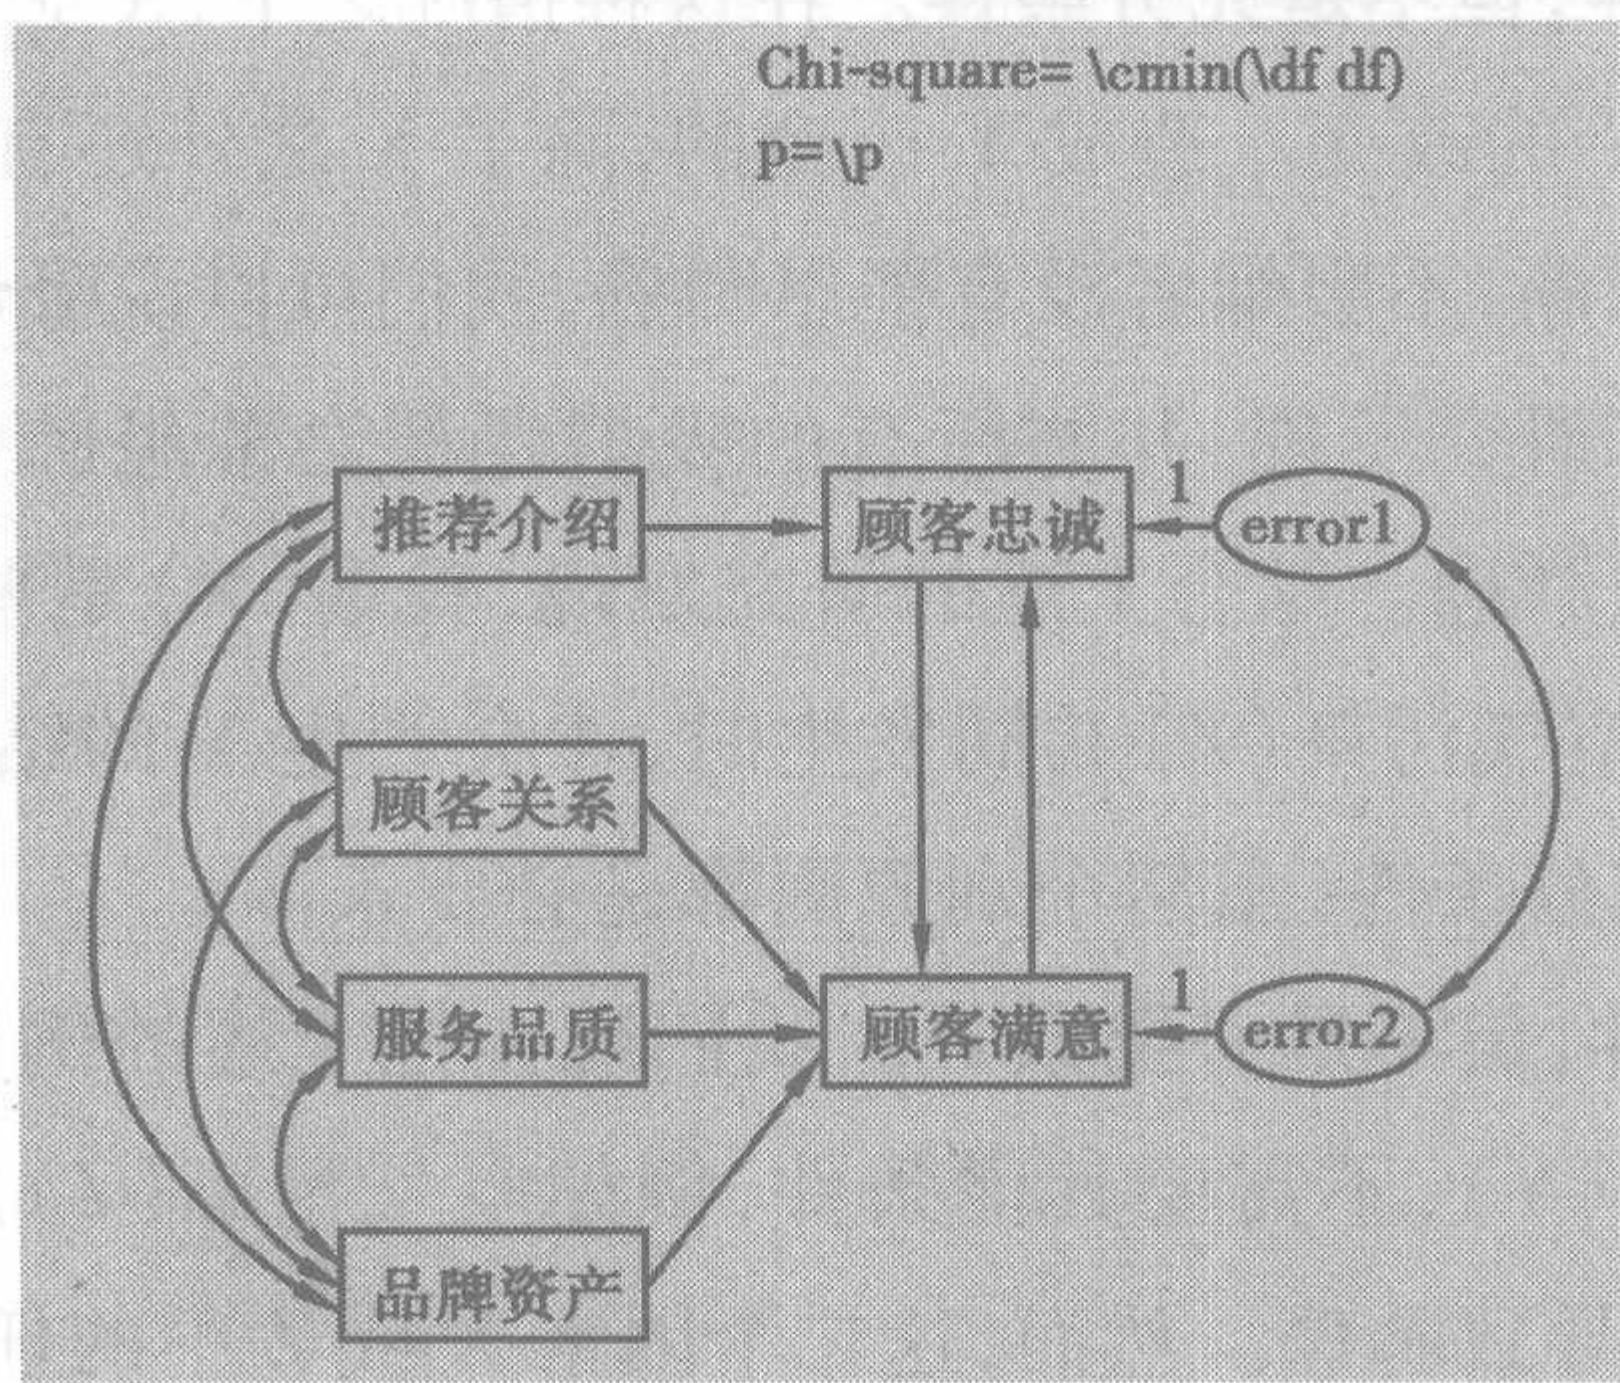 Chi-square= \cmin(\df df)
p=\p
推荐介绍
顾客忠诚
1
error1
顾客关系
服务品质
顾客满意
1
error2
品牌资产